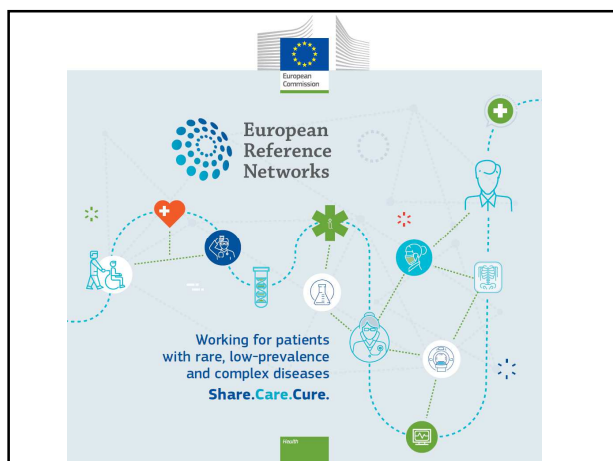 European
Commission
European
Reference
Networks
Working for patients
with rare, low-prevalence
and complex diseases
Share.Care.Cure.
Health